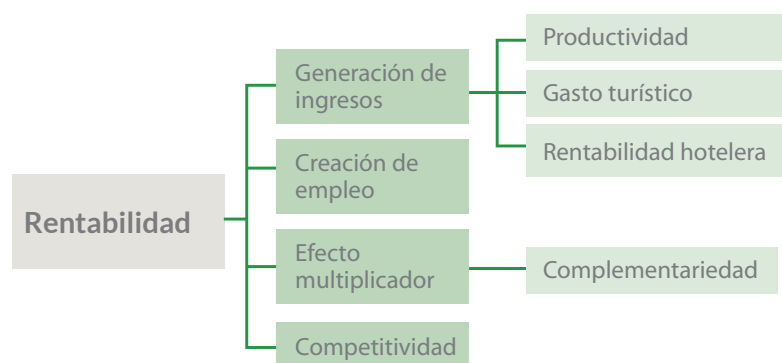 Rentabilidad
Generación de
ingresos
Productividad
Gasto turístico
Rentabilidad hotelera
Creación de
empleo
Efecto
multiplicador
Complementariedad
Competitividad